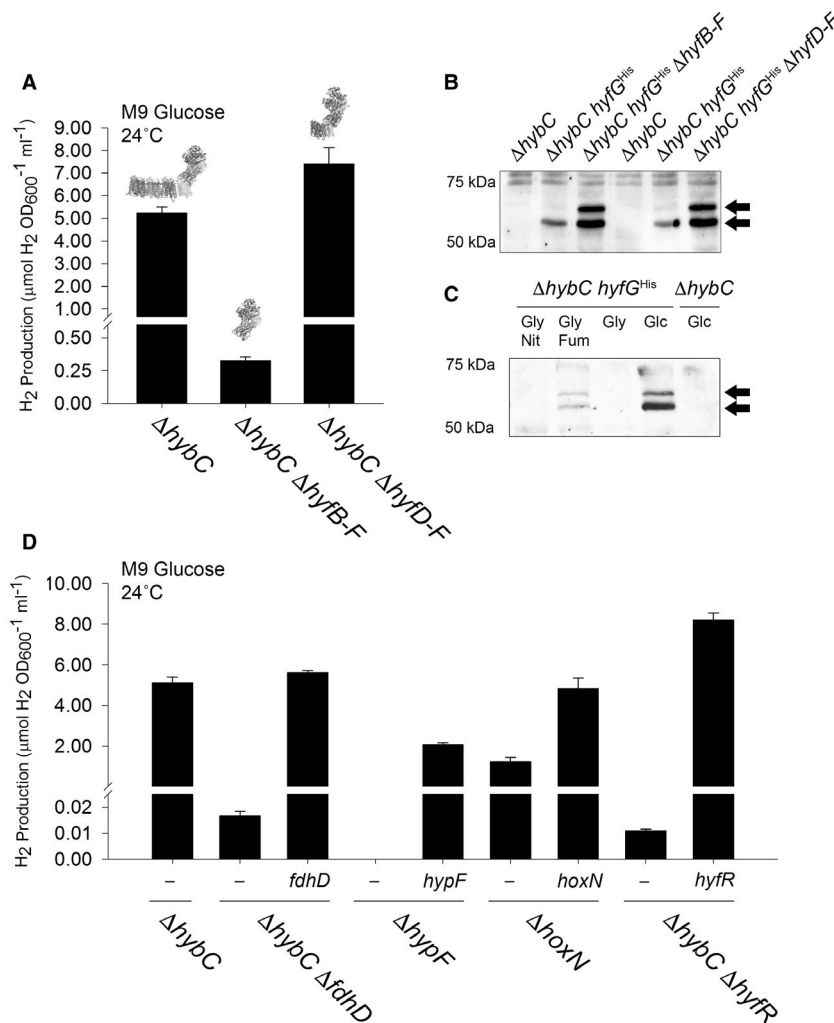 A
M9 Glucose
24˚C
H2 Production (μmol H2 OD600⁻¹ ml⁻¹)
9.00
8.00
7.00
6.00
5.00
4.00
3.00
2.00
1.00
0.50
0.25
0.00
ΔhybC
ΔhybC ΔhyfB-F
ΔhybC ΔhyfD-F
B
ΔhybC
ΔhybC hyfGHis
ΔhybC hyfGHis ΔhyfB-F
ΔhybC
ΔhybC hyfGHis
ΔhybC hyfGHis ΔhyfD-F
75 kDa
50 kDa
C
ΔhybC hyfGHis ΔhybC
Gly Gly Gly Glc Glc
Nit Fum
75 kDa
50 kDa
D
M9 Glucose
24˚C
H2 Production (μmol H2 OD600⁻¹ ml⁻¹)
10.00
8.00
6.00
4.00
2.00
0.02
0.01
0.00
– – fdhD – hypF – hoxN – hyfR
ΔhybC
ΔhybC ΔfdhD
ΔhypF
ΔhoxN
ΔhybC ΔhyfR